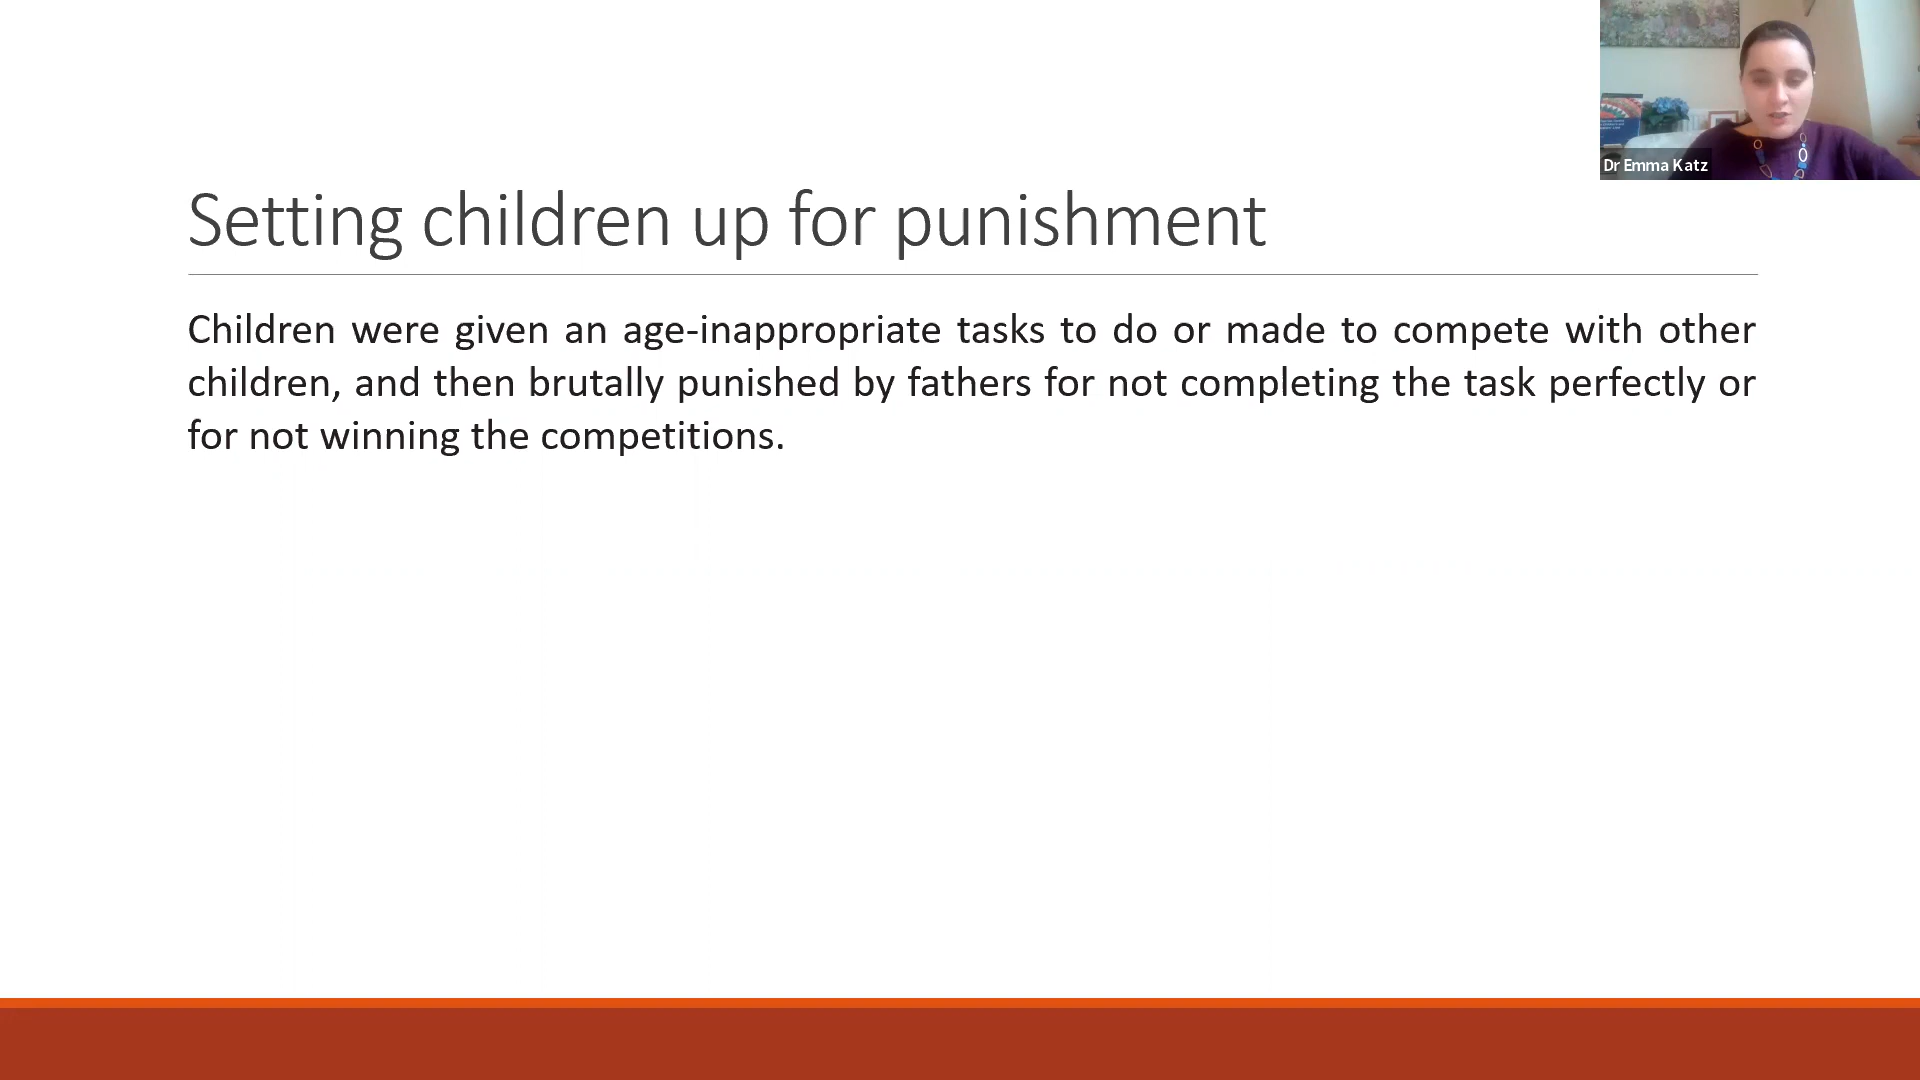 Dr Emma Katz
Setting children up for punishment
Children were given an age-inappropriate tasks to do or made to compete with other
children, and then brutally punished by fathers for not completing the task perfectly or
for not winning the competitions.